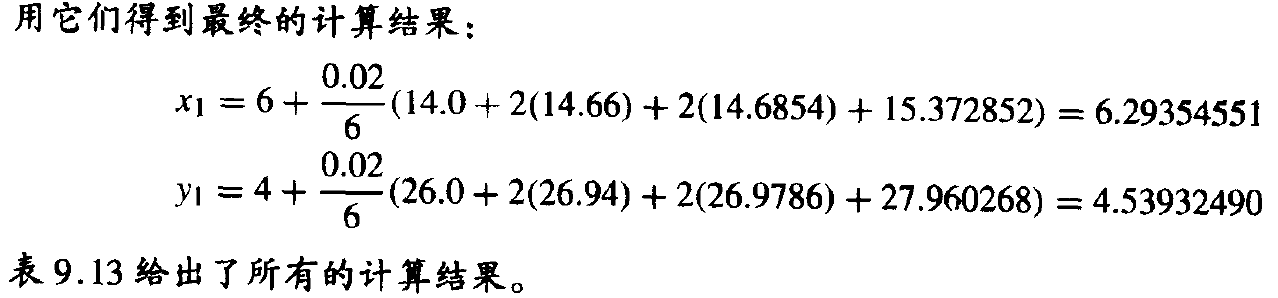 用它们得到最终的计算结果：
x₁ = 6 + 0.02/6 (14.0 + 2(14.66) + 2(14.6854) + 15.372852) = 6.29354551
y₁ = 4 + 0.02/6 (26.0 + 2(26.94) + 2(26.9786) + 27.960268) = 4.53932490
表 9.13 给出了所有的计算结果。